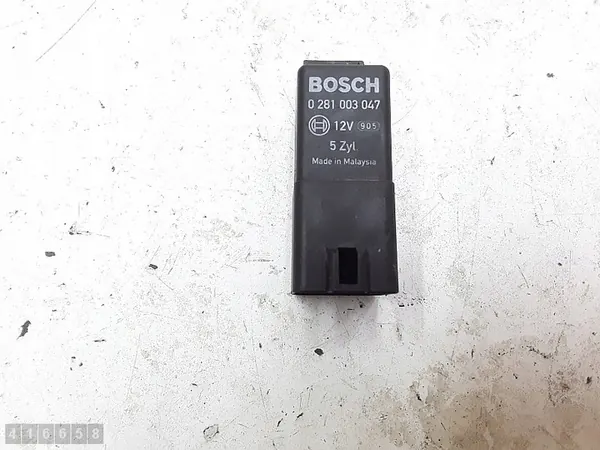 BOSCH
0 281 003 047
12V 905
5 Zyl.
Made in Malaysia
416658